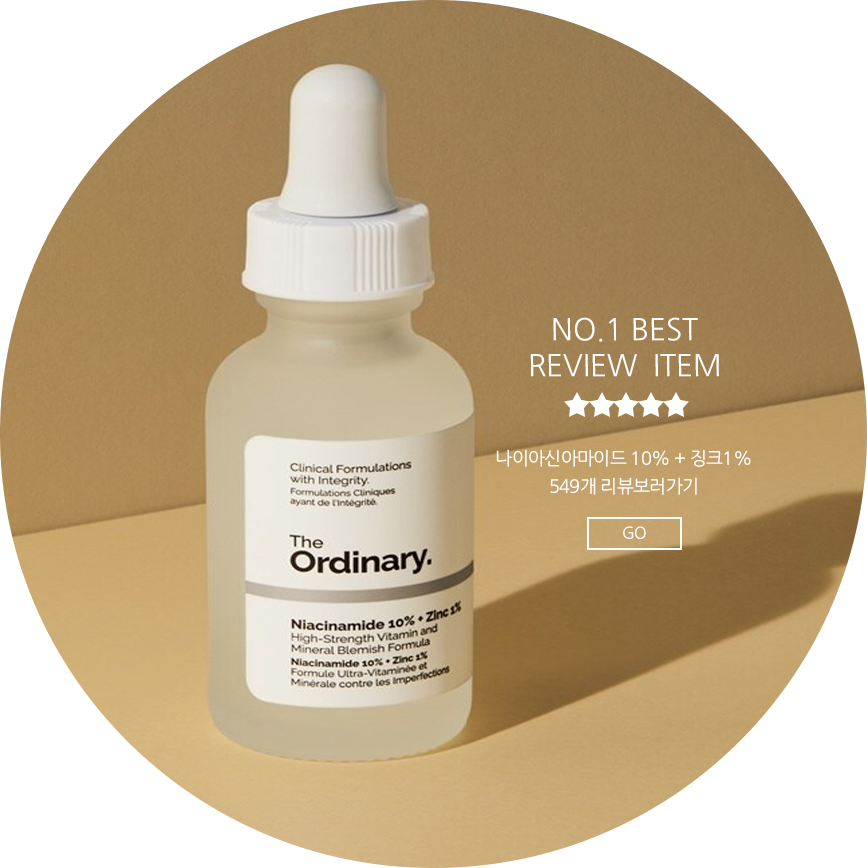 Clinical Formulations
with Integrity.
Formulations Cliniques
ayant de l'Intégrité.
The
Ordinary.
Niacinamide 10% + Zinc 1%
High-Strength Vitamin and
Mineral Blemish Formula
Niacinamide 10% + Zinc 1%
Formule Ultra-Vitaminée et
Minérale contre les Imperfections
NO.1 BEST
REVIEW ITEM
★★★★★
나이아신아마이드 10% + 징크1%
549개 리뷰보러가기
GO